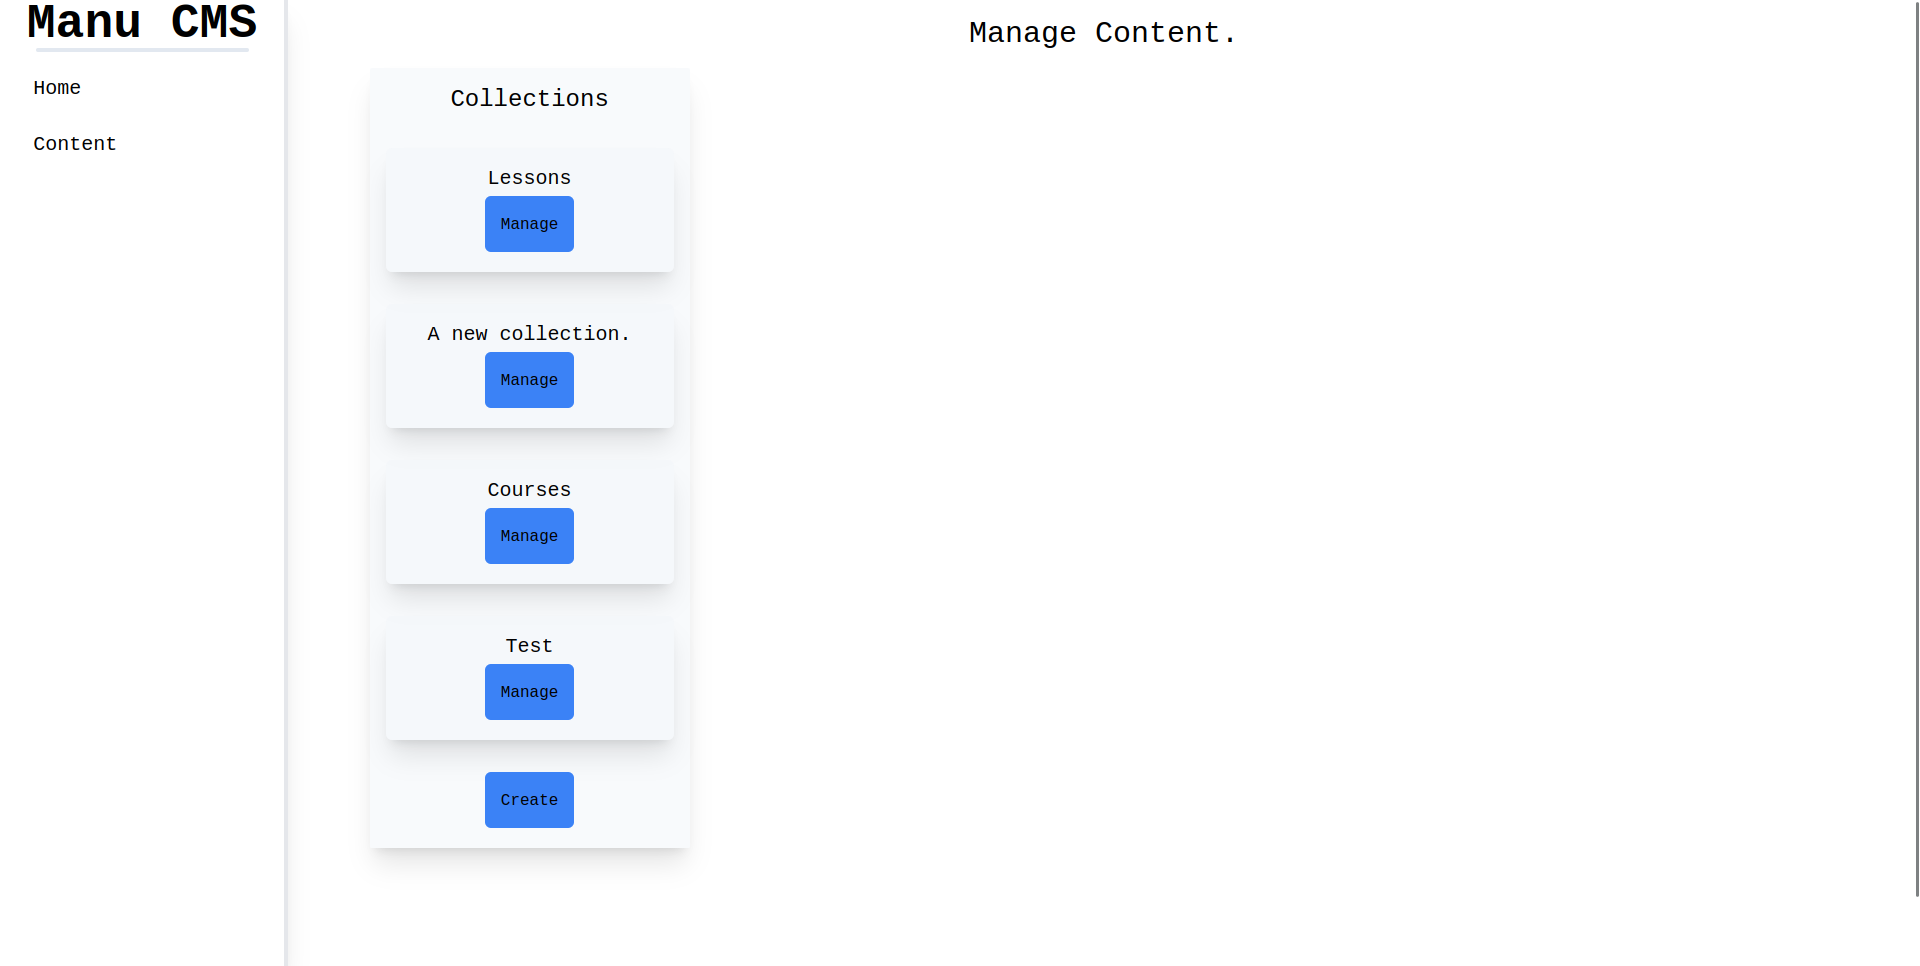 Manu CMS
Home
Content
Manage Content.
Collections
Lessons
Manage
A new collection.
Manage
Courses
Manage
Test
Manage
Create